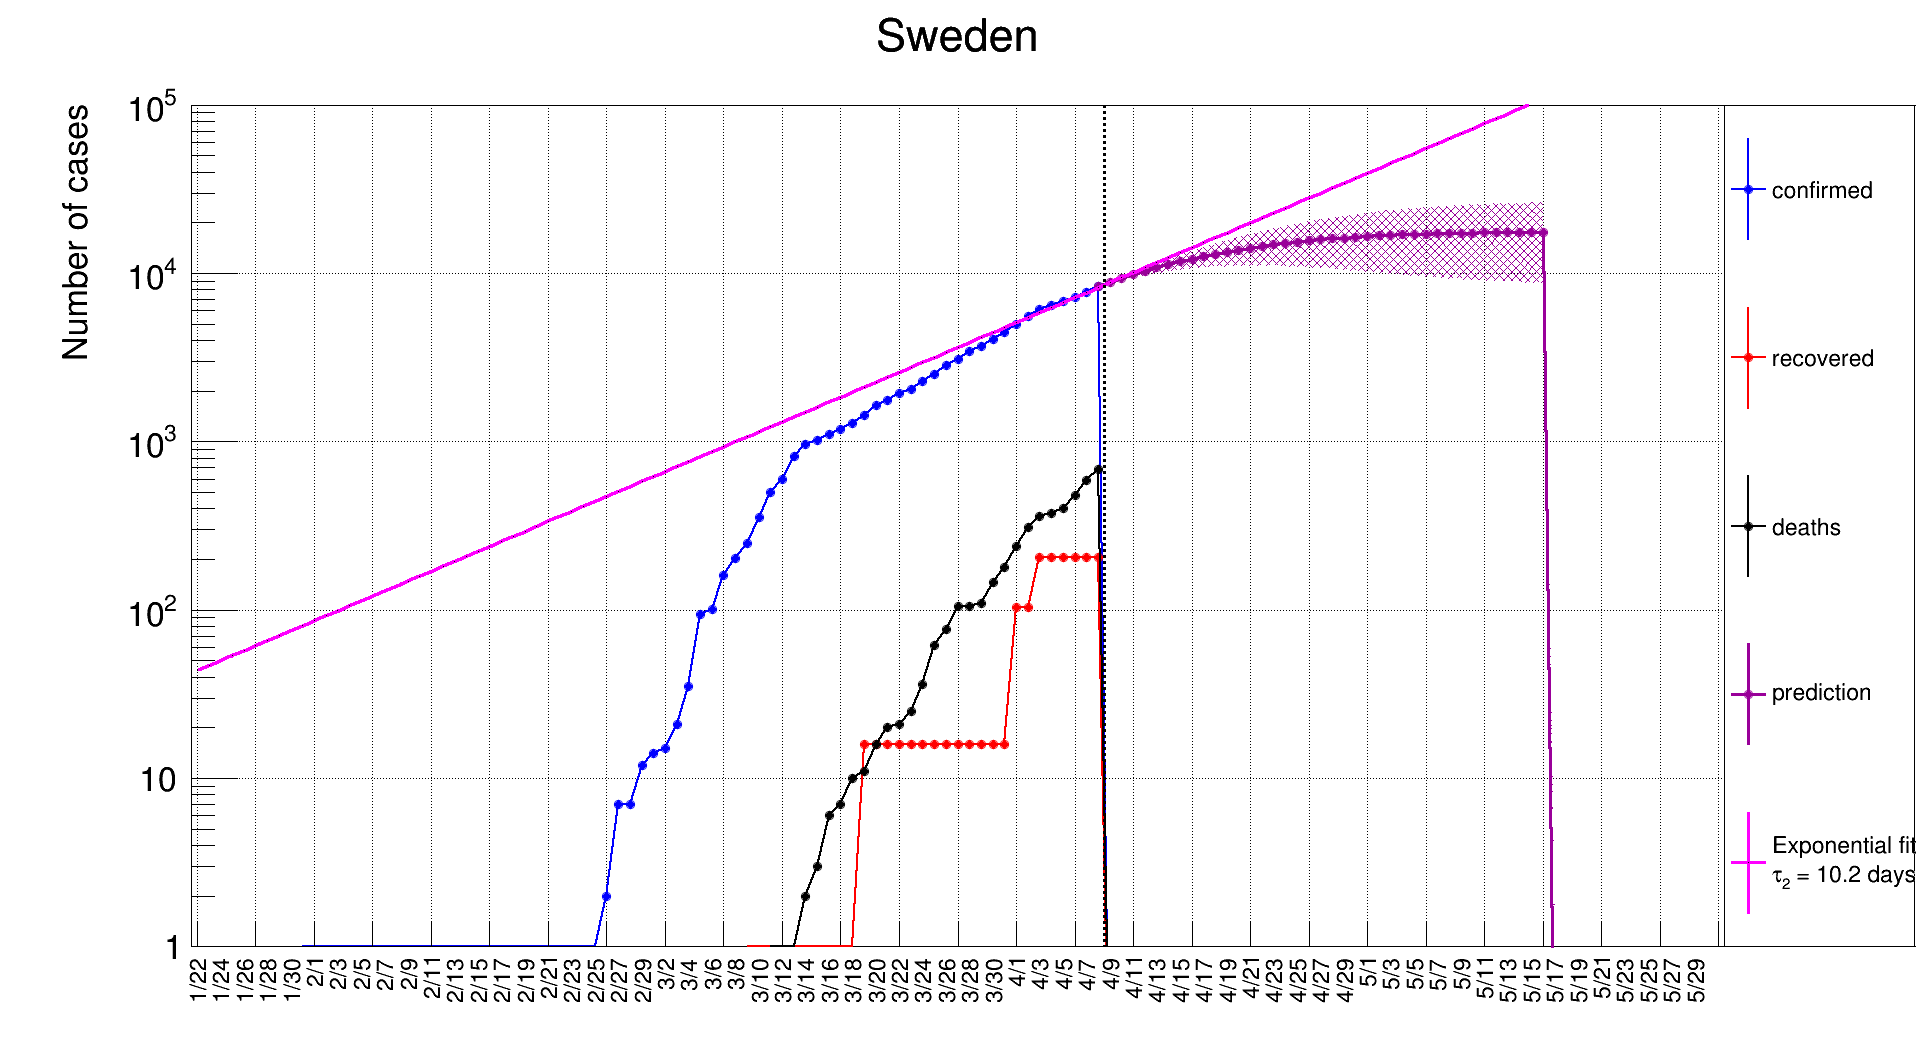 Sweden
Number of cases
10^5
10^4
10^3
10^2
10
1
1/22 1/24 1/26 1/28 1/30 2/1 2/3 2/5 2/7 2/9 2/11 2/13 2/15 2/17 2/19 2/21 2/23 2/25 2/27 2/29 3/2 3/4 3/6 3/8 3/10 3/12 3/14 3/16 3/18 3/20 3/22 3/24 3/26 3/28 3/30 4/1 4/3 4/5 4/7 4/9 4/11 4/13 4/15 4/17 4/19 4/21 4/23 4/25 4/27 4/29 5/1 5/3 5/5 5/7 5/9 5/11 5/13 5/15 5/17 5/19 5/21 5/23 5/25 5/27 5/29
confirmed
recovered
deaths
prediction
Exponential fit
τ₂ = 10.2 days